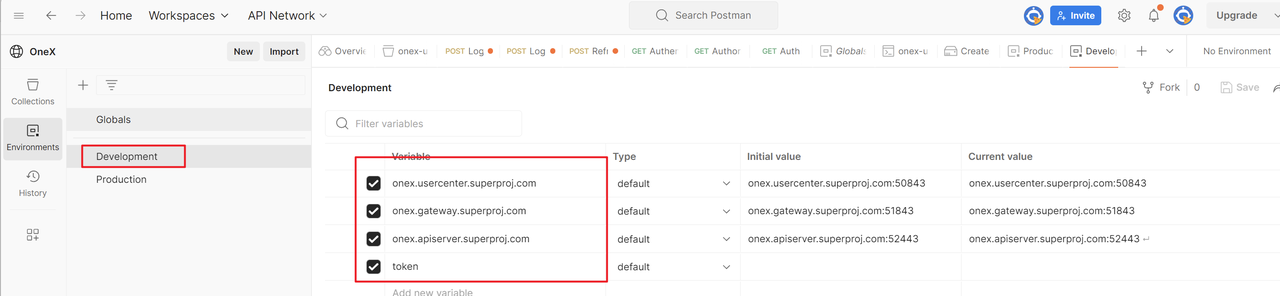 Home Workspaces API Network Search Postman Invite Upgrade
OneX New Import Overvie onex-u POST Log POST Log POST Refr GET Auther GET Author GET Auth Globals onex-u Create Produc Develo No Environment
Collections
Environments
History
Globals
Development
Production
Development Fork 0 Save
Filter variables
Variable Type Initial value Current value
onex.usercenter.superproj.com default onex.usercenter.superproj.com:50843 onex.usercenter.superproj.com:50843
onex.gateway.superproj.com default onex.gateway.superproj.com:51843 onex.gateway.superproj.com:51843
onex.apiserver.superproj.com default onex.apiserver.superproj.com:52443 onex.apiserver.superproj.com:52443 ↵
token default
Add new variable